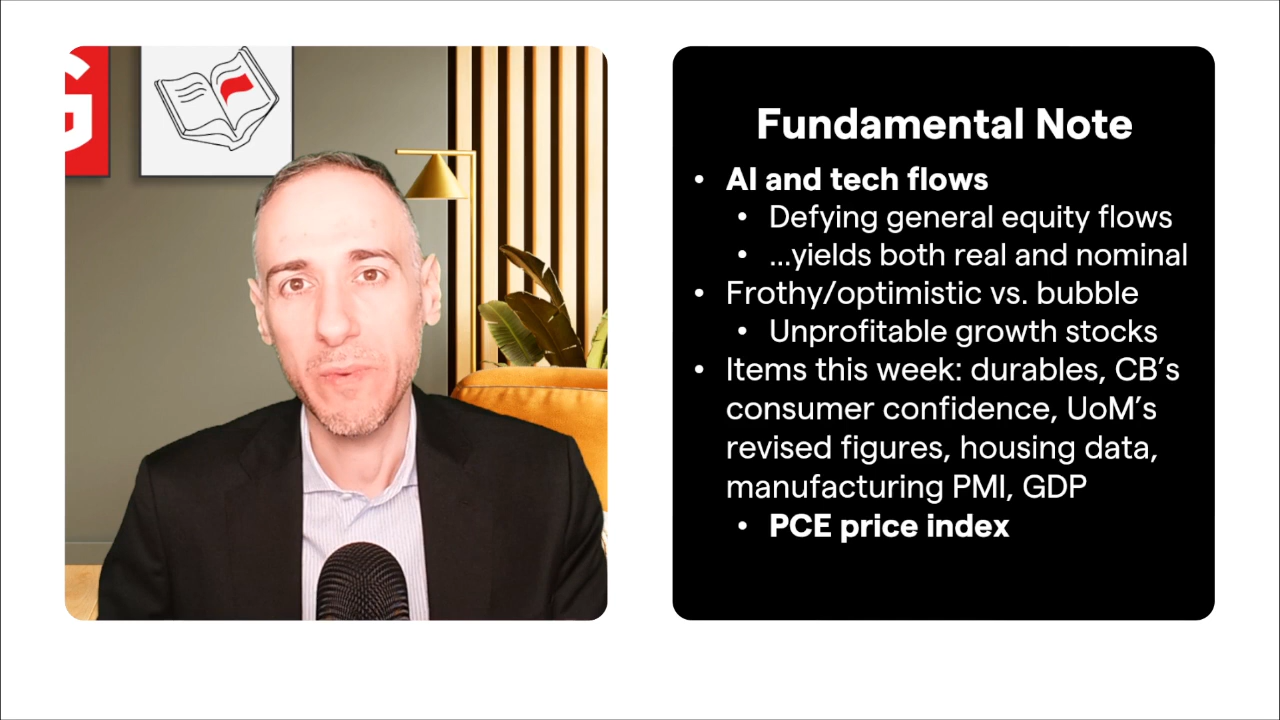 G
Fundamental Note
• AI and tech flows
• Defying general equity flows
• ...yields both real and nominal
• Frothy/optimistic vs. bubble
• Unprofitable growth stocks
• Items this week: durables, CB’s
consumer confidence, UoM’s
revised figures, housing data,
manufacturing PMI, GDP
• PCE price index